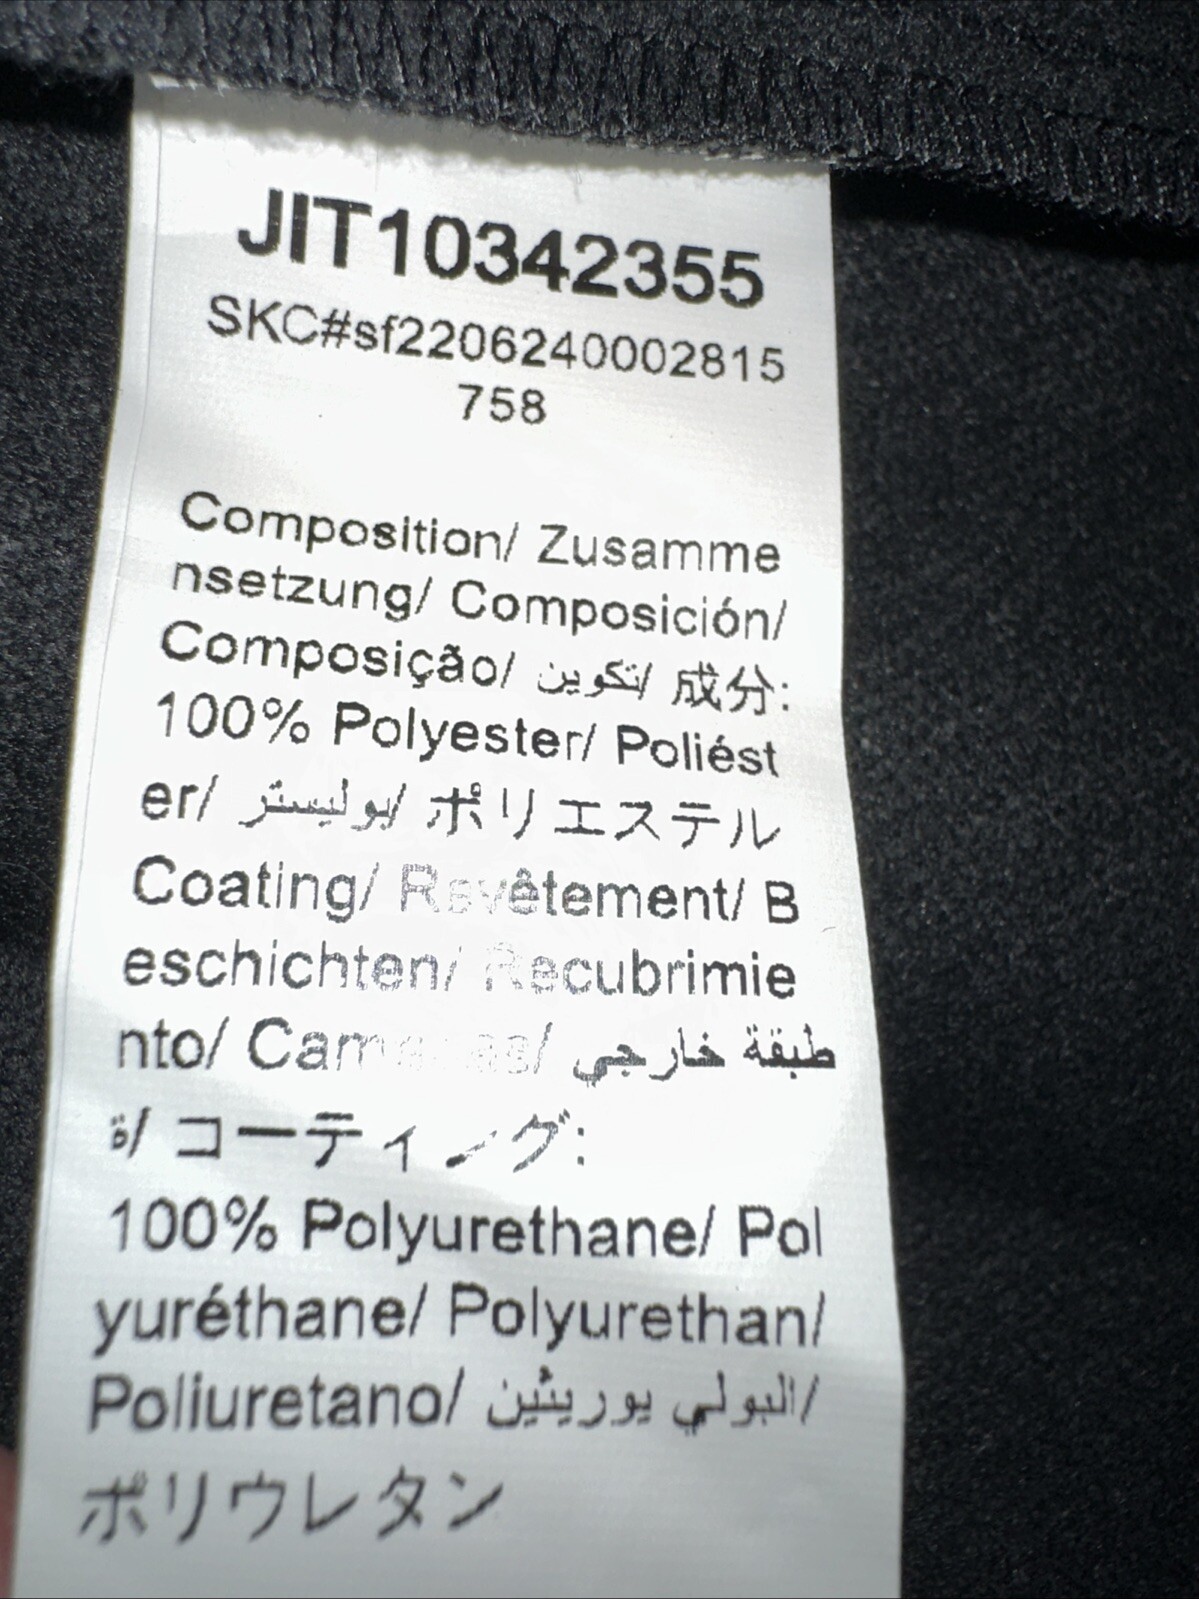 JIT10342355
SKC#sf2206240002815
758
Composition/ Zusamme
nsetzung/ Composición/
Composição/ تكوين/ 成分:
100% Polyester/ Poliést
er/ بوليستر/ ポリエステル
Coating/ Revêtement/ B
eschichten/ Recubrimie
nto/ طبقة خارجي
ة/ コーティング:
100% Polyurethane/ Pol
yuréthane/ Polyurethan/
Poliuretano/ البولي يوريثين/
ポリウレタン